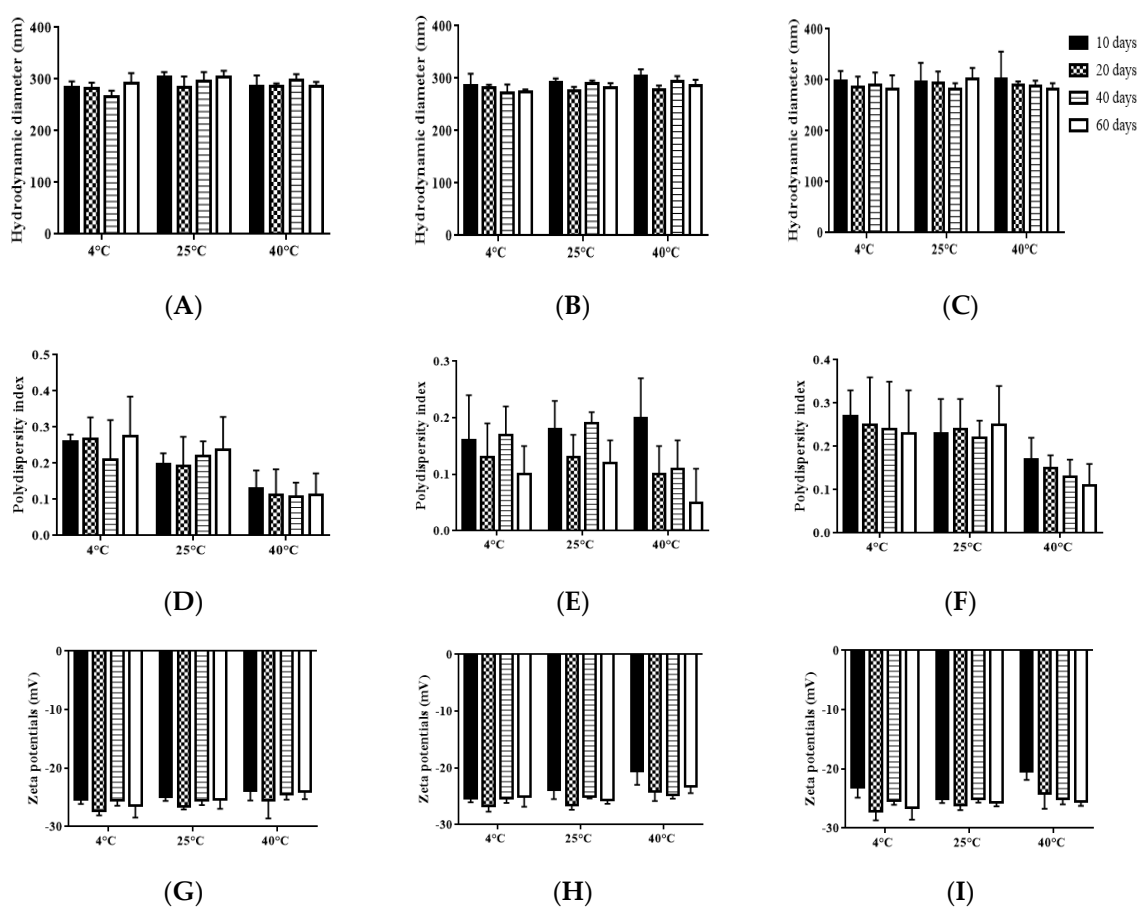 Hydrodynamic diameter (nm)
400
300
200
100
0
4°C 25°C 40°C
(A)
Hydrodynamic diameter (nm)
400
300
200
100
0
4°C 25°C 40°C
(B)
Hydrodynamic diameter (nm)
400
300
200
100
0
4°C 25°C 40°C
(C)
10 days
20 days
40 days
60 days
Polydispersity index
0.5
0.4
0.3
0.2
0.1
0.0
4°C 25°C 40°C
(D)
Polydispersity index
0.3
0.2
0.1
0.0
4°C 25°C 40°C
(E)
Polydispersity index
0.4
0.3
0.2
0.1
0.0
4°C 25°C 40°C
(F)
Zeta potentials (mV)
0
-10
-20
-30
4°C 25°C 40°C
(G)
Zeta potentials (mV)
0
-10
-20
-30
4°C 25°C 40°C
(H)
Zeta potentials (mV)
0
-10
-20
-30
4°C 25°C 40°C
(I)